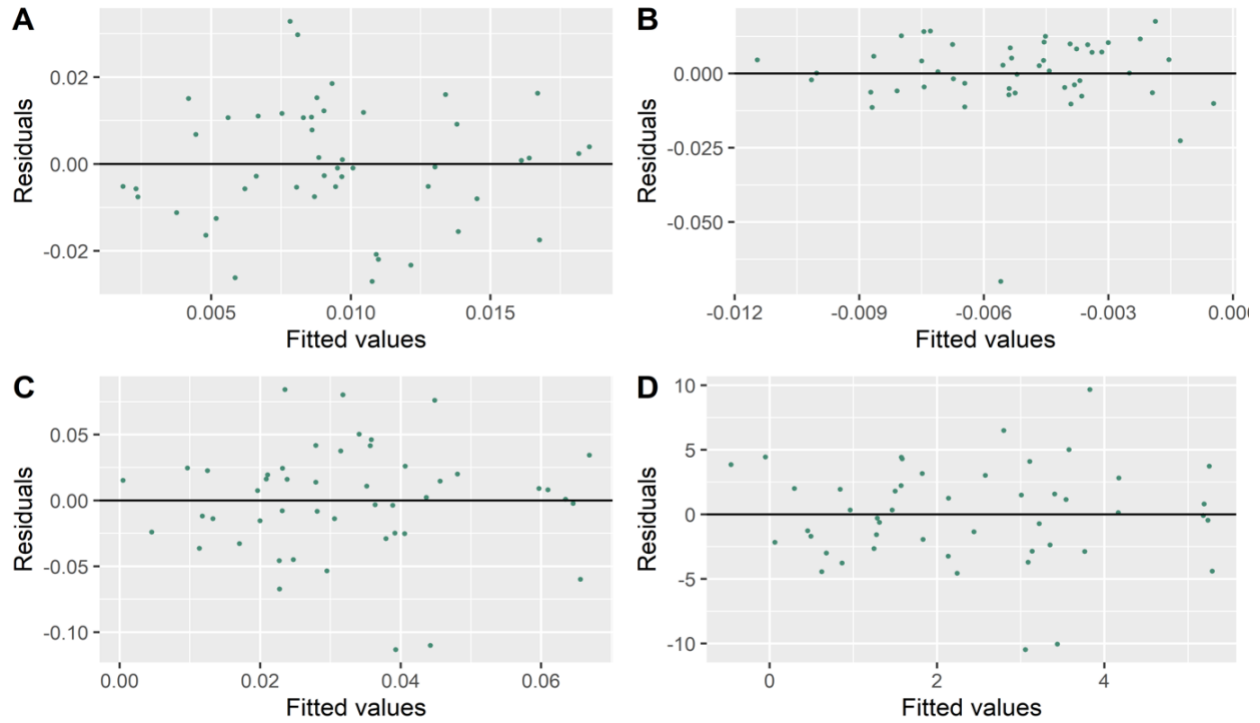 A
Residuals
0.02
0.00
-0.02
0.005 0.010 0.015
Fitted values
B
Residuals
0.000
-0.025
-0.050
-0.012 -0.009 -0.006 -0.003
Fitted values
C
Residuals
0.05
0.00
-0.05
-0.10
0.00 0.02 0.04 0.06
Fitted values
D
Residuals
10
5
0
-5
-10
0 2 4
Fitted values